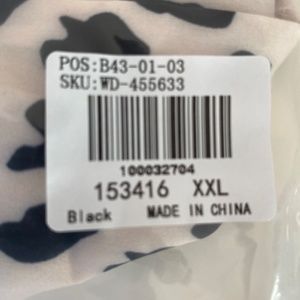 POS:B43-01-03
SKU:WD-455633
100032704
153416 XXL
Black MADE IN CHINA